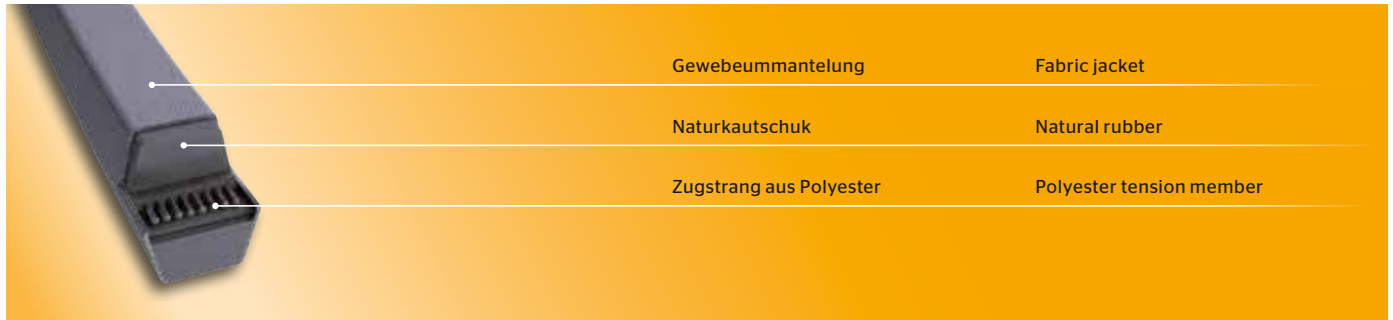 Gewebeummantelung Fabric jacket
Naturkautschuk Natural rubber
Zugstrang aus Polyester Polyester tension member